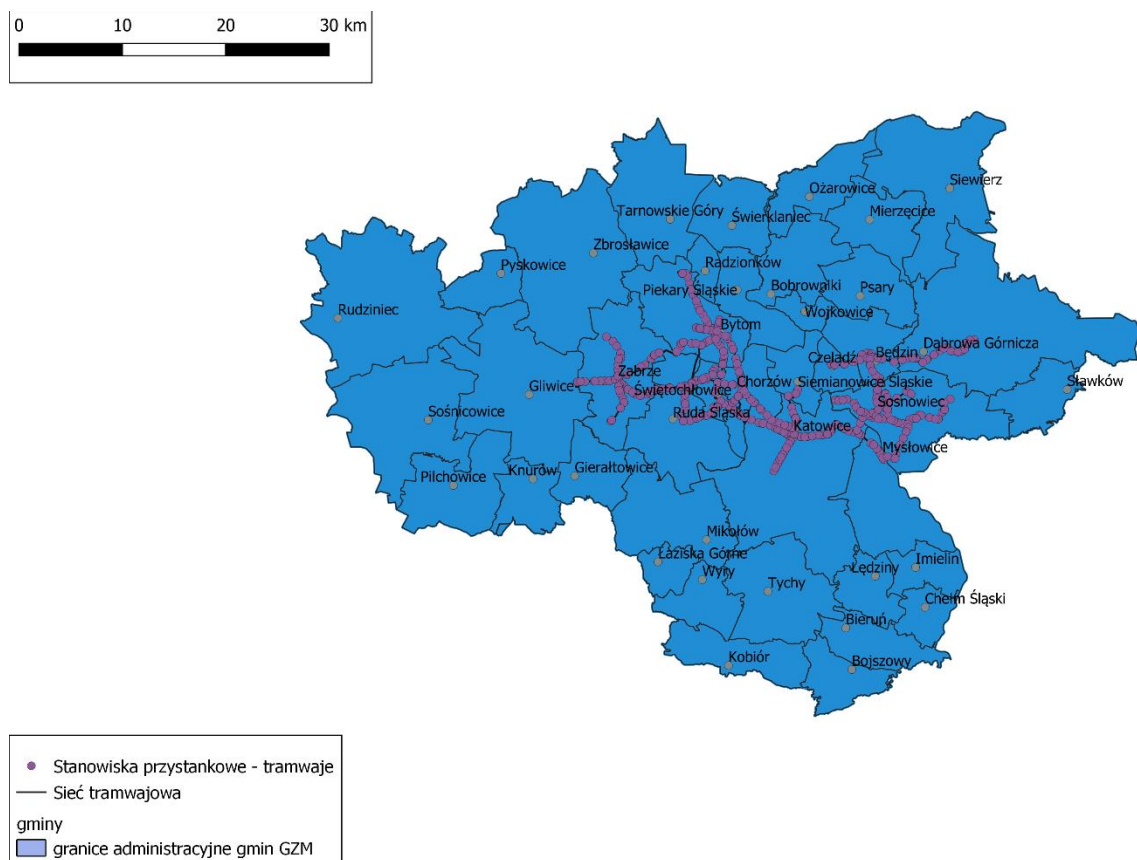 0 10 20 30 km
Siewierz
Ożarowice
Mierzęcice
Tarnowskie Góry
Świerklaniec
Zbrosławice
Radzionków
Pyskowice
Piekary Śląskie
Bobrowniki
Psary
Rudziniec
Wojkowice
Bytom
Dąbrowa Górnicza
Czeladź
Będzin
Zabrze
Gliwice
Chorzów
Siemianowice Śląskie
Sławków
Świętochłowice
Sosnowiec
Sośnicowice
Ruda Śląska
Katowice
Mysłowice
Knurów
Gierałtowice
Pilchowice
Mikołów
Łaziska Górne
Imielin
Wyry
Tychy
Lędziny
Chełm Śląski
Bieruń
Kobiór
Bojszowy
Stanowiska przystankowe - tramwaje
Sieć tramwajowa
gminy
granice administracyjne gmin GZM